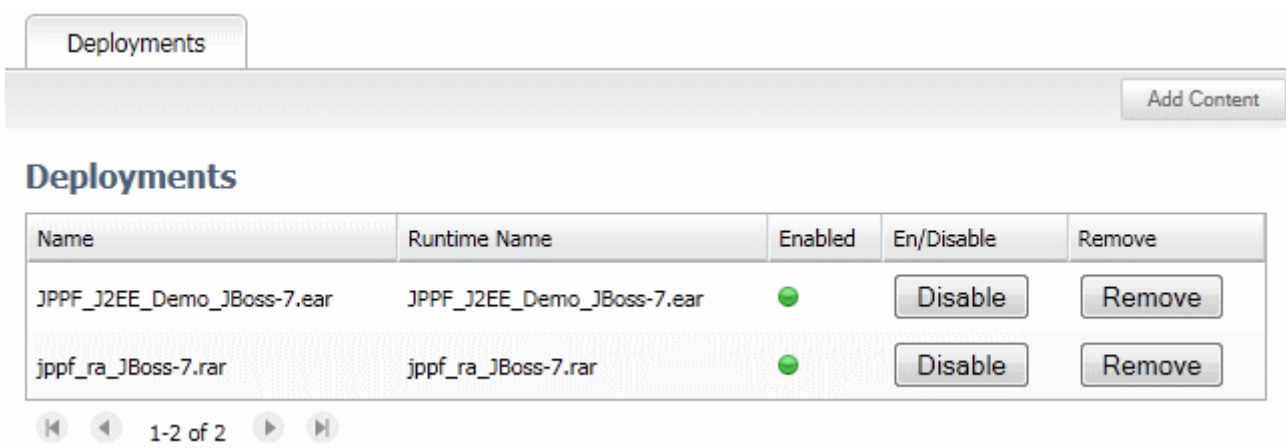 Deployments
Add Content
Deployments
Name Runtime Name Enabled En/Disable Remove
JPPF_J2EE_Demo_JBoss-7.ear JPPF_J2EE_Demo_JBoss-7.ear Disable Remove
jppf_ra_JBoss-7.rar jppf_ra_JBoss-7.rar Disable Remove
1-2 of 2